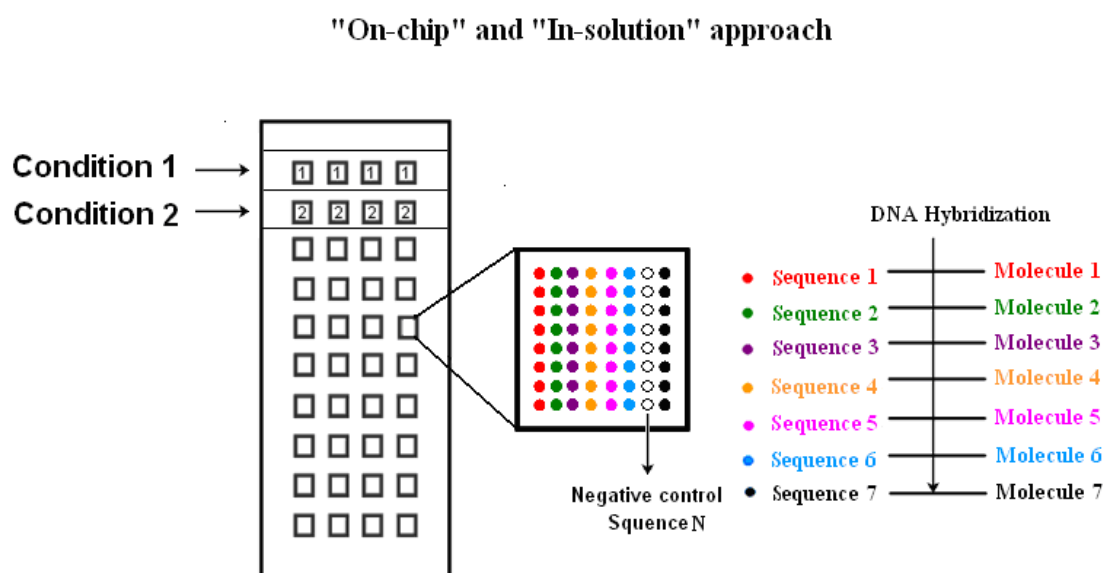 "On-chip" and "In-solution" approach
Condition 1
1 1 1 1
Condition 2
2 2 2 2
DNA Hybridization
Sequence 1 Molecule 1
Sequence 2 Molecule 2
Sequence 3 Molecule 3
Sequence 4 Molecule 4
Sequence 5 Molecule 5
Sequence 6 Molecule 6
Sequence 7 Molecule 7
Negative control
Squence N